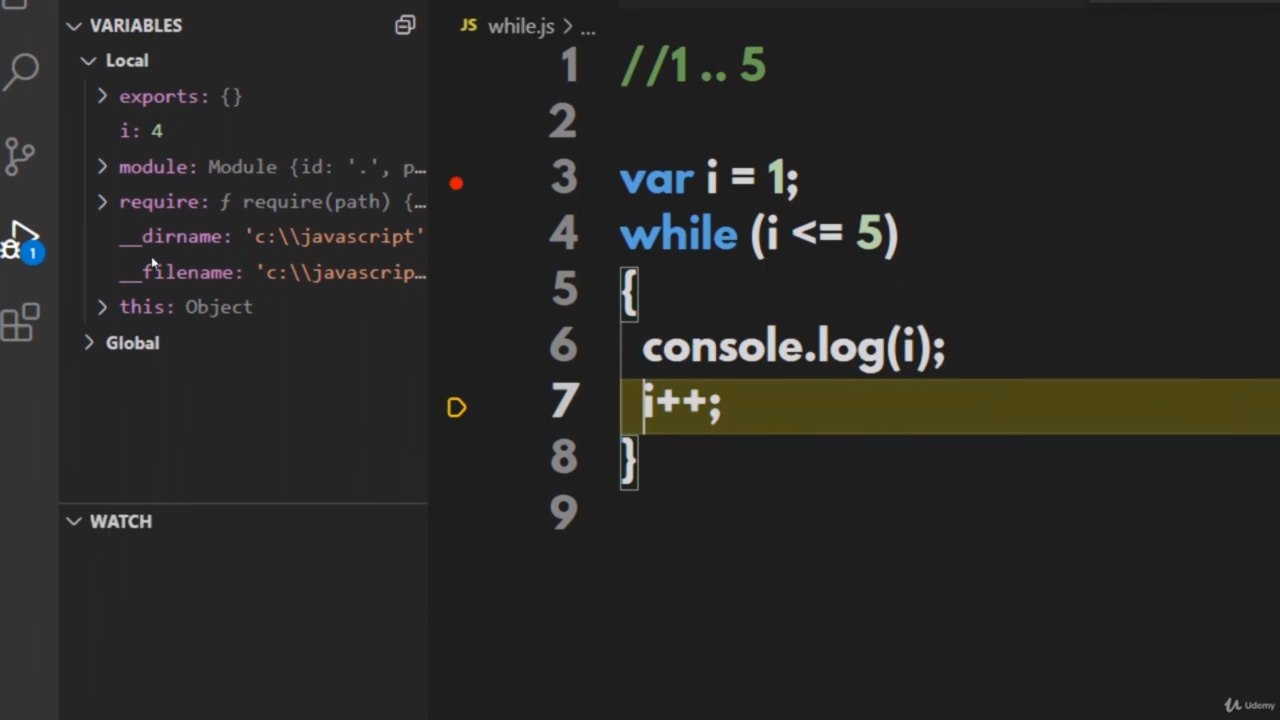 VARIABLES
Local
exports: {}
i: 4
module: Module {id: '.', p…
require: ƒ require(path) {…
__dirname: 'c:\\javascript'
__filename: 'c:\\javascrip…
this: Object
Global
WATCH
1
JS while.js > ...
1 //1 .. 5
2
3 var i = 1;
4 while (i <= 5)
5 {
6 console.log(i);
7 i++;
8 }
9
Udemy